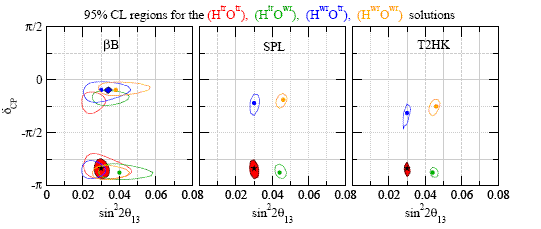 95% CL regions for the (H^tr O^tr), (H^tr O^wr), (H^wr O^tr), (H^wr O^wr) solutions
βB SPL T2HK
π/2
0
-π/2
-π
δ_CP
0 0.02 0.04 0.06 0.08 0.02 0.04 0.06 0.08 0.02 0.04 0.06 0.08
sin²2θ₁₃ sin²2θ₁₃ sin²2θ₁₃